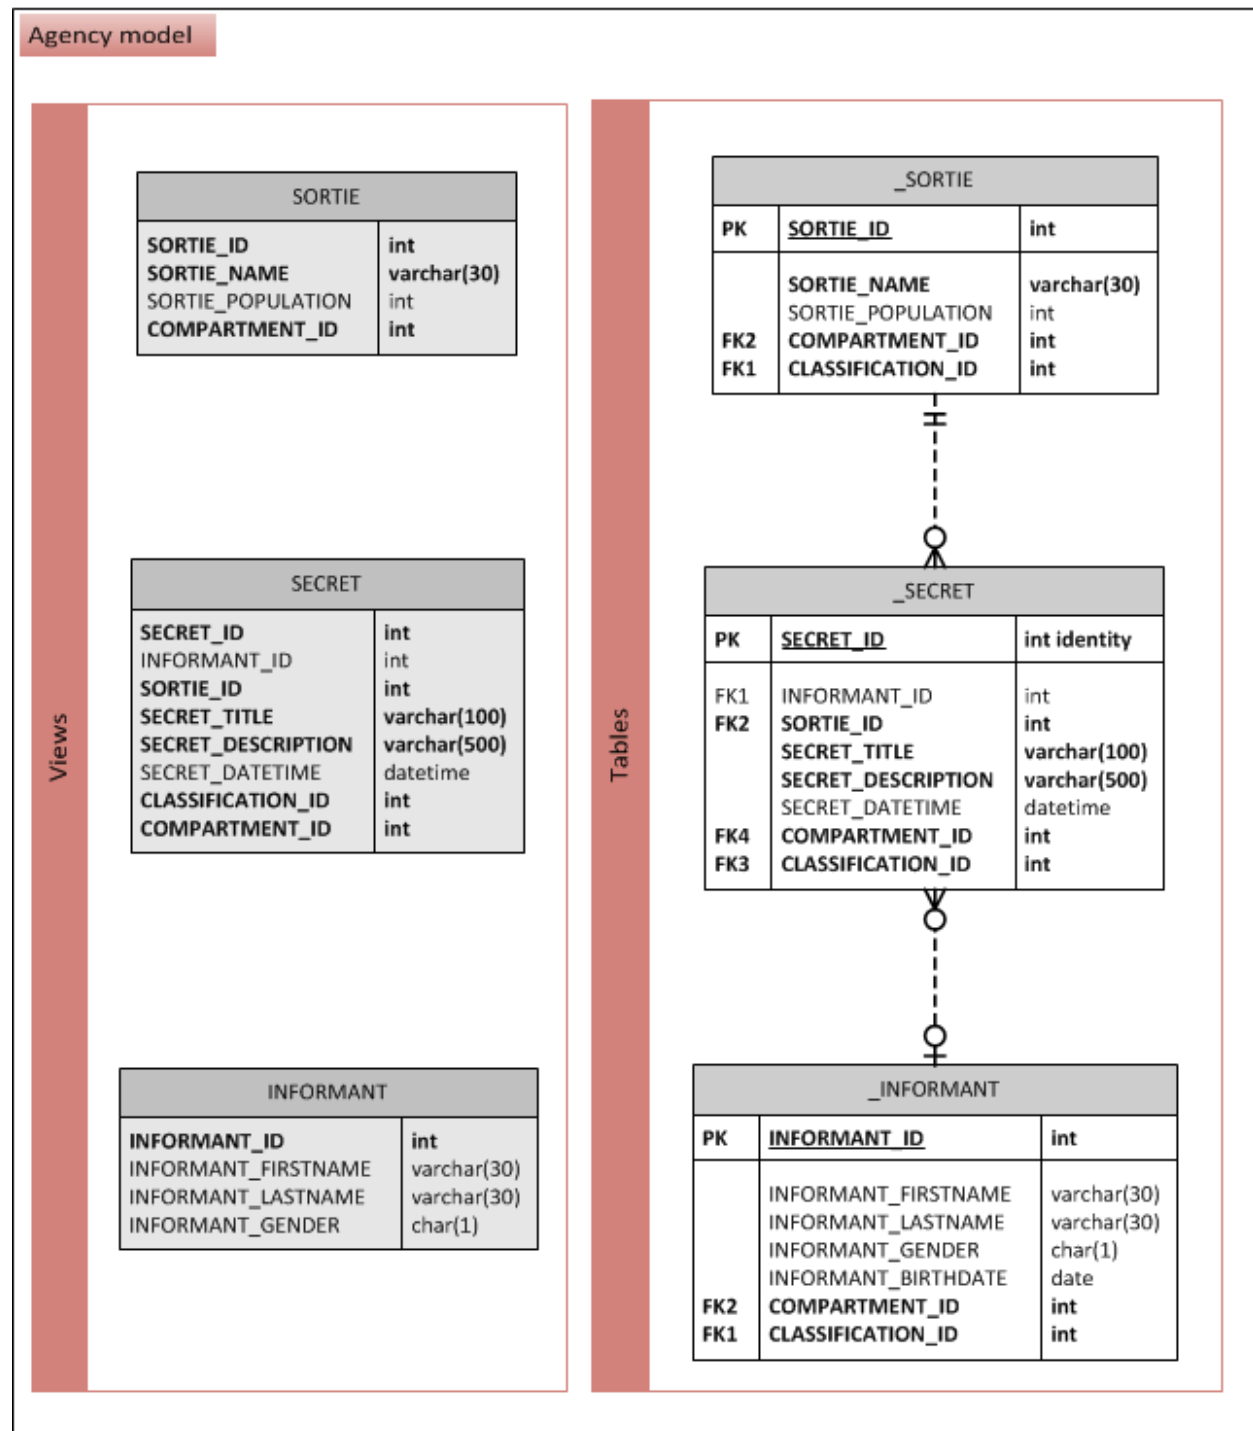 Agency model
Views
SORTIE
SORTIE_ID int
SORTIE_NAME varchar(30)
SORTIE_POPULATION int
COMPARTMENT_ID int
SECRET
SECRET_ID int
INFORMANT_ID int
SORTIE_ID int
SECRET_TITLE varchar(100)
SECRET_DESCRIPTION varchar(500)
SECRET_DATETIME datetime
CLASSIFICATION_ID int
COMPARTMENT_ID int
INFORMANT
INFORMANT_ID int
INFORMANT_FIRSTNAME varchar(30)
INFORMANT_LASTNAME varchar(30)
INFORMANT_GENDER char(1)
Tables
_SORTIE
PK SORTIE_ID int
SORTIE_NAME varchar(30)
SORTIE_POPULATION int
FK2 COMPARTMENT_ID int
FK1 CLASSIFICATION_ID int
_SECRET
PK SECRET_ID int identity
FK1 INFORMANT_ID int
FK2 SORTIE_ID int
SECRET_TITLE varchar(100)
SECRET_DESCRIPTION varchar(500)
SECRET_DATETIME datetime
FK4 COMPARTMENT_ID int
FK3 CLASSIFICATION_ID int
_INFORMANT
PK INFORMANT_ID int
INFORMANT_FIRSTNAME varchar(30)
INFORMANT_LASTNAME varchar(30)
INFORMANT_GENDER char(1)
INFORMANT_BIRTHDATE date
FK2 COMPARTMENT_ID int
FK1 CLASSIFICATION_ID int